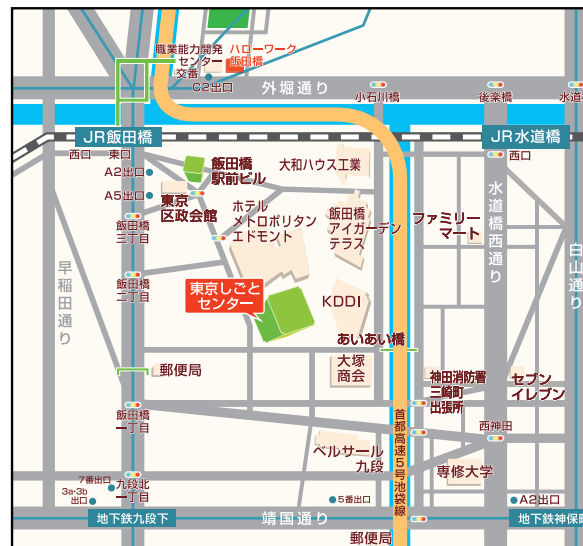 職業能力開発
センター
交番
ハローワーク
飯田橋
C2出口
外堀通り
小石川橋
後楽橋
水道
JR飯田橋
JR水道橋
西口
東口
西口
A2出口
A5出口
飯田橋
駅前ビル
大和ハウス工業
東京
区政会館
ホテル
メトロポリタン
エドモント
飯田橋
アイガーデン
テラス
ファミリー
マート
水道橋西通り
白山通り
飯田橋
三丁目
早稲田通り
飯田橋
二丁目
東京しごと
センター
KDDI
あいあい橋
郵便局
大塚
商会
神田消防署
三崎町
出張所
セブン
イレブン
飯田橋
一丁目
首都高速5号池袋線
西神田
ベルサール
九段
専修大学
7番出口
3a・3b
出口
九段北
一丁目
5番出口
A2出口
地下鉄九段下
靖国通り
地下鉄神保町
郵便局